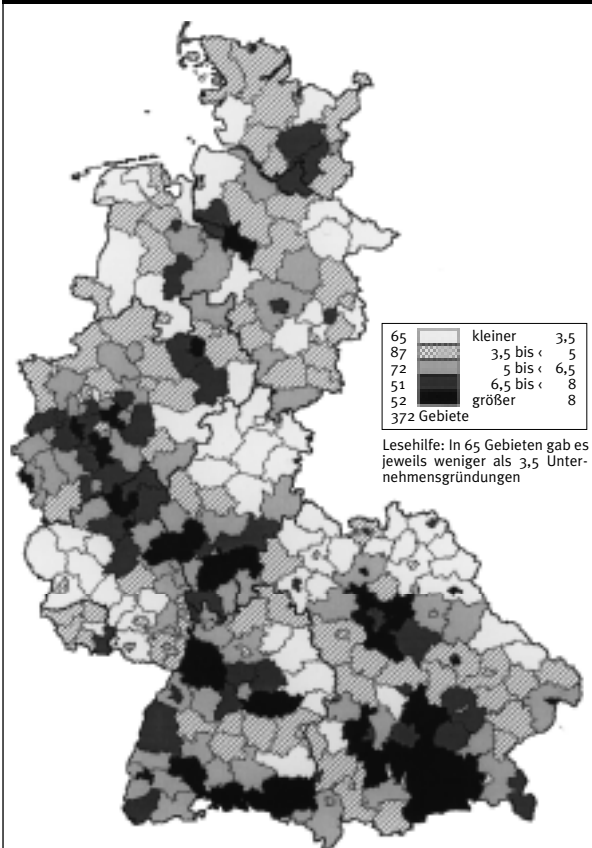 65 kleiner 3,5
87 3,5 bis < 5
72 5 bis < 6,5
51 6,5 bis < 8
52 größer 8
372 Gebiete
Lesehilfe: In 65 Gebieten gab es
jeweils weniger als 3,5 Unter-
nehmensgründungen